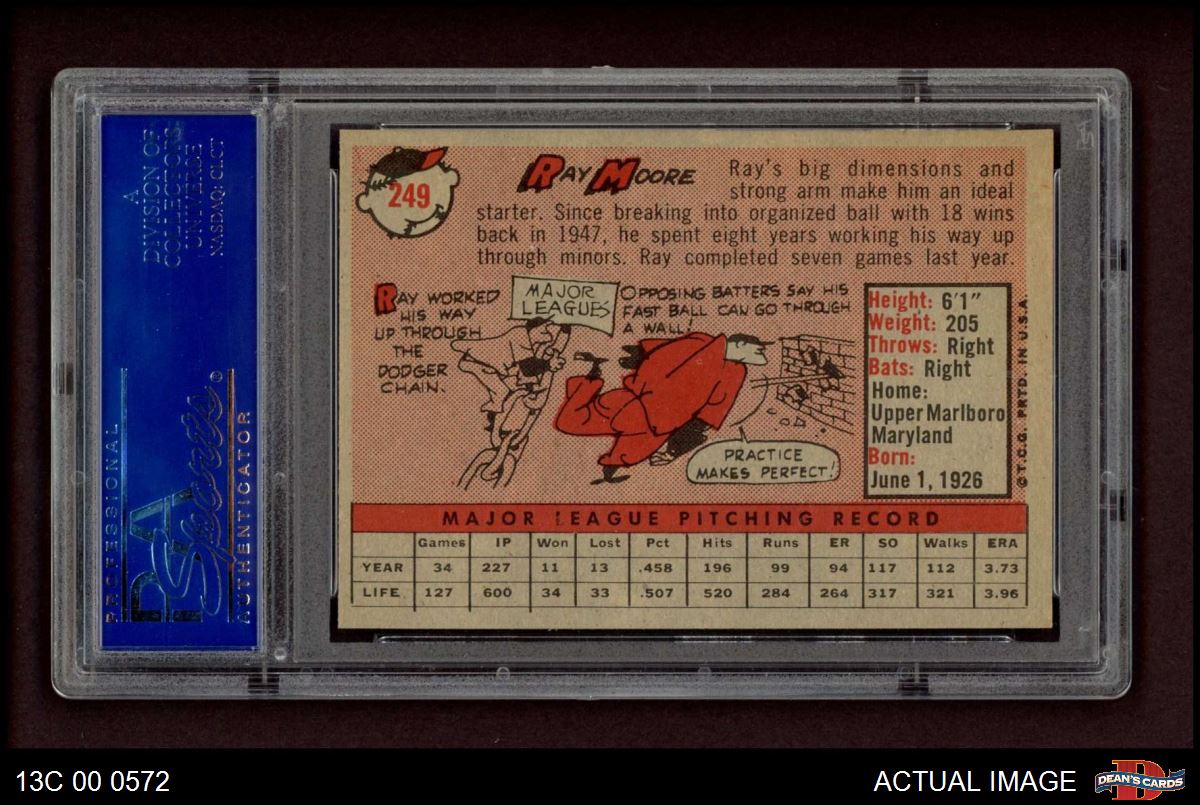 A
DIVISION OF
COLLECTORS
UNIVERSE
NASDAQ: CLCT
PROFESSIONAL
PSA
Sports®
AUTHENTICATOR
249
RAY MOORE
Ray's big dimensions and
strong arm make him an ideal
starter. Since breaking into organized ball with 18 wins
back in 1947, he spent eight years working his way up
through minors. Ray completed seven games last year.
RAY WORKED
HIS WAY
UP THROUGH
THE
DODGER
CHAIN.
MAJOR
LEAGUES
OPPOSING BATTERS SAY HIS
FAST BALL CAN GO THROUGH
A WALL!
PRACTICE
MAKES PERFECT!
Height: 6'1"
Weight: 205
Throws: Right
Bats: Right
Home:
Upper Marlboro
Maryland
Born:
June 1, 1926
©T.C.G. PRTD. IN U.S.A.
MAJOR LEAGUE PITCHING RECORD
Games IP Won Lost Pct Hits Runs ER SO Walks ERA
YEAR 34 227 11 13 .458 196 99 94 117 112 3.73
LIFE 127 600 34 33 .507 520 284 264 317 321 3.96
13C 00 0572
ACTUAL IMAGE
D
DEAN'S CARDS